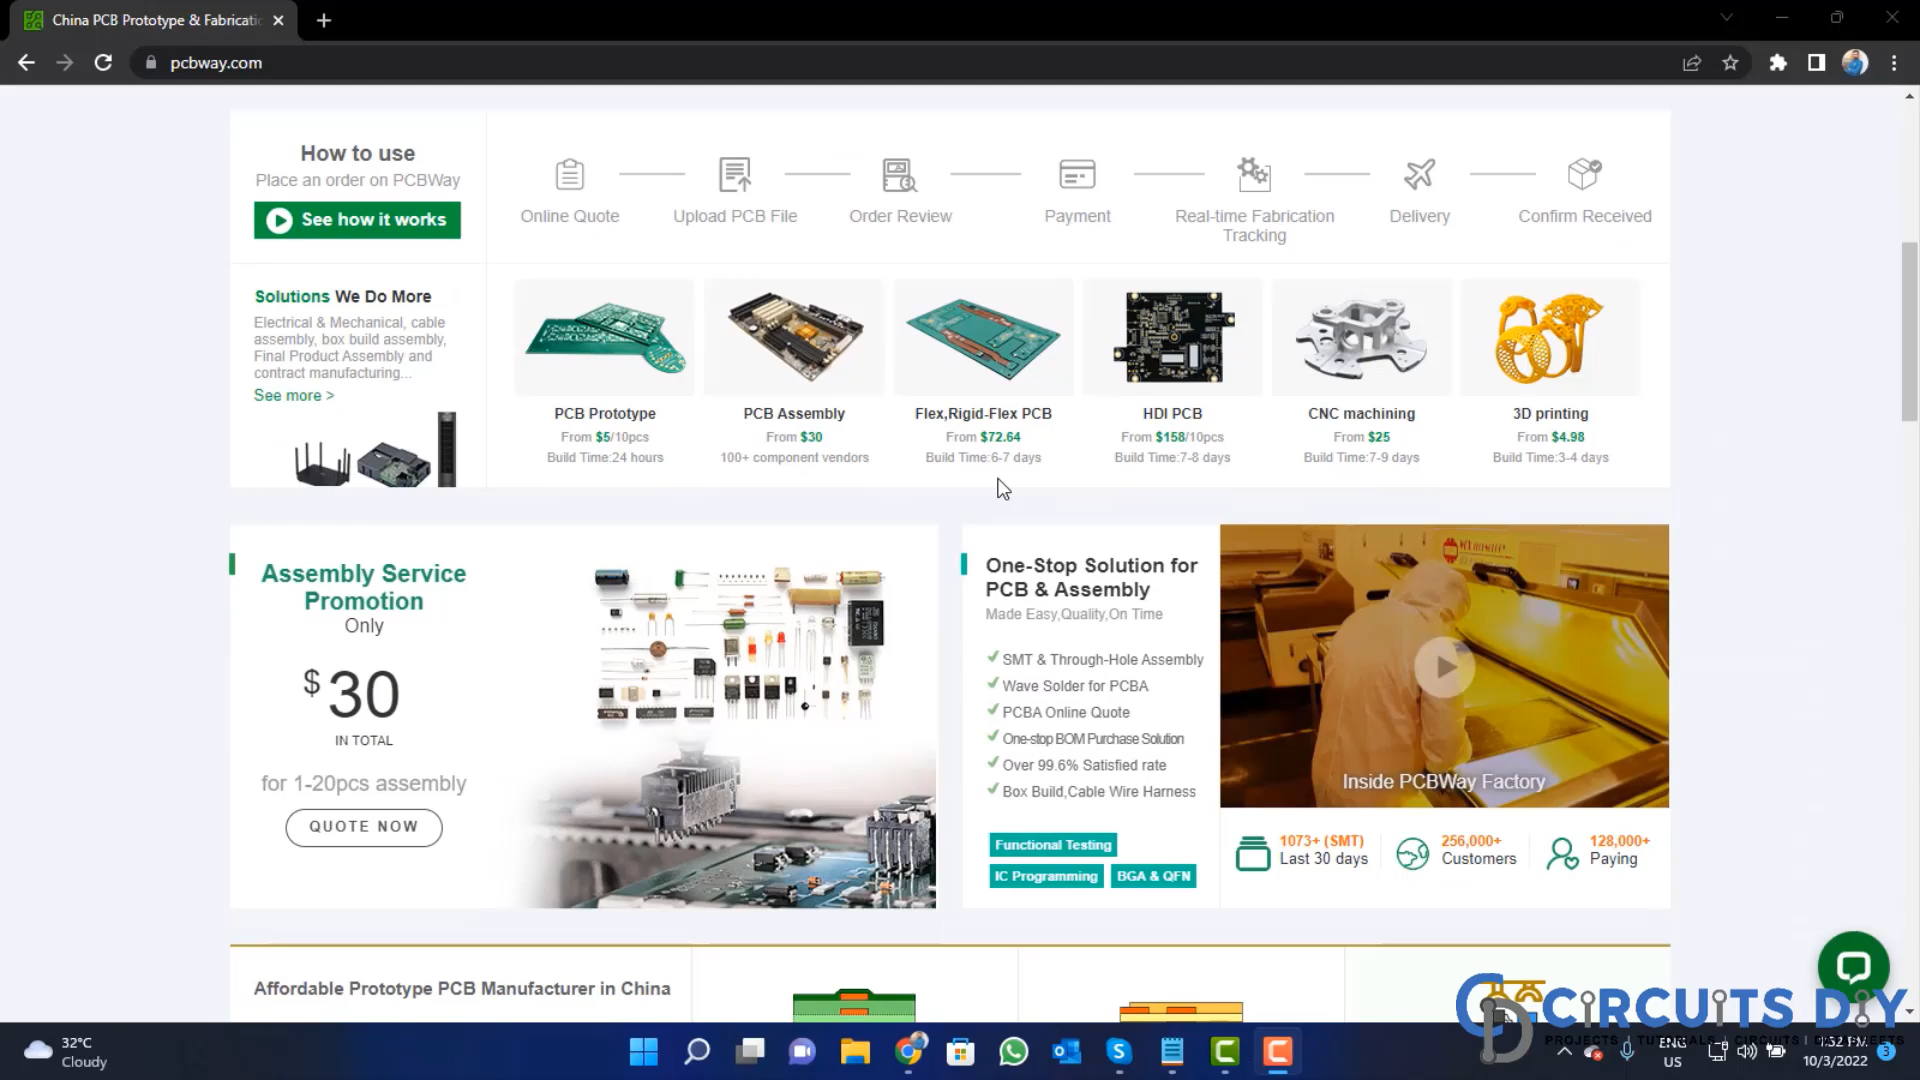 China PCB Prototype & Fabricatio
pcbway.com
How to use
Place an order on PCBWay
See how it works
Online Quote
Upload PCB File
Order Review
Payment
Real-time Fabrication
Tracking
Delivery
Confirm Received
Solutions We Do More
Electrical & Mechanical, cable
assembly, box build assembly,
Final Product Assembly and
contract manufacturing...
See more >
PCB Prototype
From $5/10pcs
Build Time:24 hours
PCB Assembly
From $30
100+ component vendors
Flex,Rigid-Flex PCB
From $72.64
Build Time:6-7 days
HDI PCB
From $158/10pcs
Build Time:7-8 days
CNC machining
From $25
Build Time:7-9 days
3D printing
From $4.98
Build Time:3-4 days
Assembly Service
Promotion
Only
$30
IN TOTAL
for 1-20pcs assembly
QUOTE NOW
One-Stop Solution for
PCB & Assembly
Made Easy,Quality,On Time
SMT & Through-Hole Assembly
Wave Solder for PCBA
PCBA Online Quote
One-stop BOM Purchase Solution
Over 99.6% Satisfied rate
Box Build,Cable Wire Harness
Functional Testing
IC Programming
BGA & QFN
Inside PCBWay Factory
1073+ (SMT)
Last 30 days
256,000+
Customers
128,000+
Paying
Affordable Prototype PCB Manufacturer in China
CIRCUITS DIY
PROJECTS TUTORIALS CIRCUITS
32°C
Cloudy
ENG
US
1:52 PM
10/3/2022
3